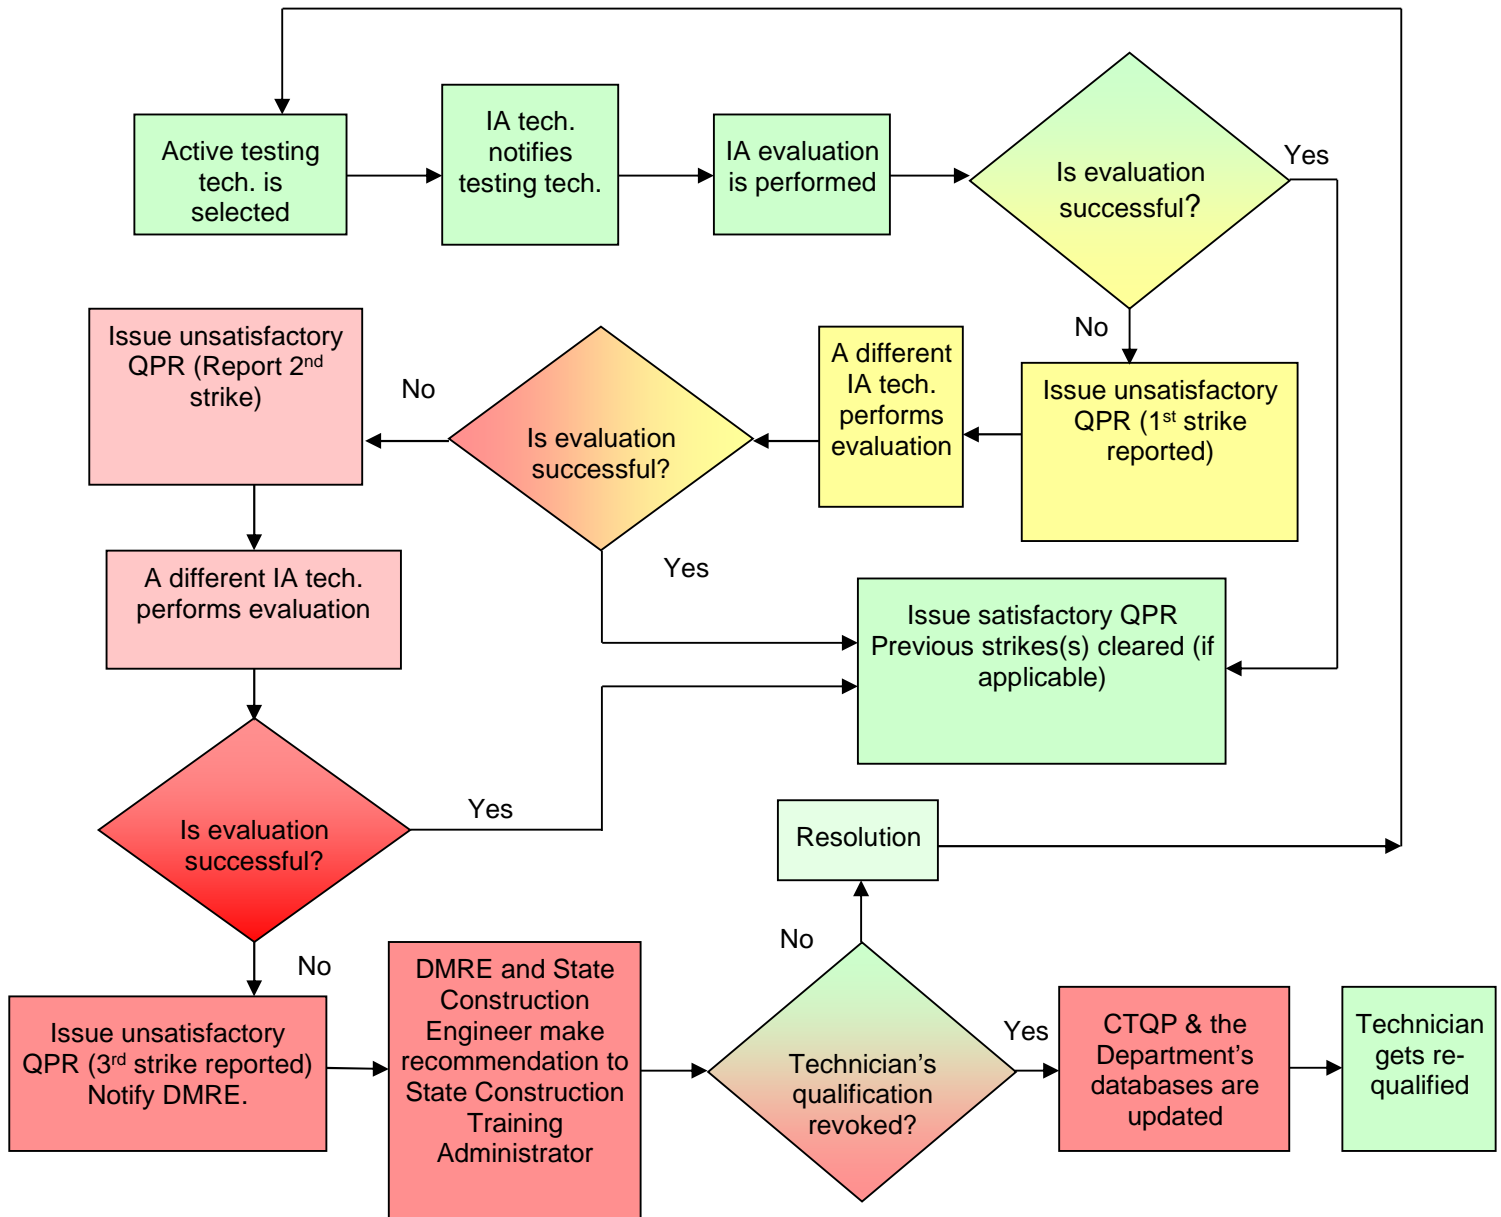 Active testing
tech. is
selected
IA tech.
notifies
testing tech.
IA evaluation
is performed
Is evaluation
successful?
Yes
No
Issue unsatisfactory
QPR (1st strike
reported)
A different
IA tech.
performs
evaluation
Is evaluation
successful?
No
Yes
Issue unsatisfactory
QPR (Report 2nd
strike)
A different IA tech.
performs evaluation
Issue satisfactory QPR
Previous strikes(s) cleared (if
applicable)
Is evaluation
successful?
Yes
No
Resolution
Issue unsatisfactory
QPR (3rd strike reported)
Notify DMRE.
DMRE and State
Construction
Engineer make
recommendation to
State Construction
Training
Administrator
No
Technician’s
qualification
revoked?
Yes
CTQP & the
Department’s
databases are
updated
Technician
gets re-
qualified